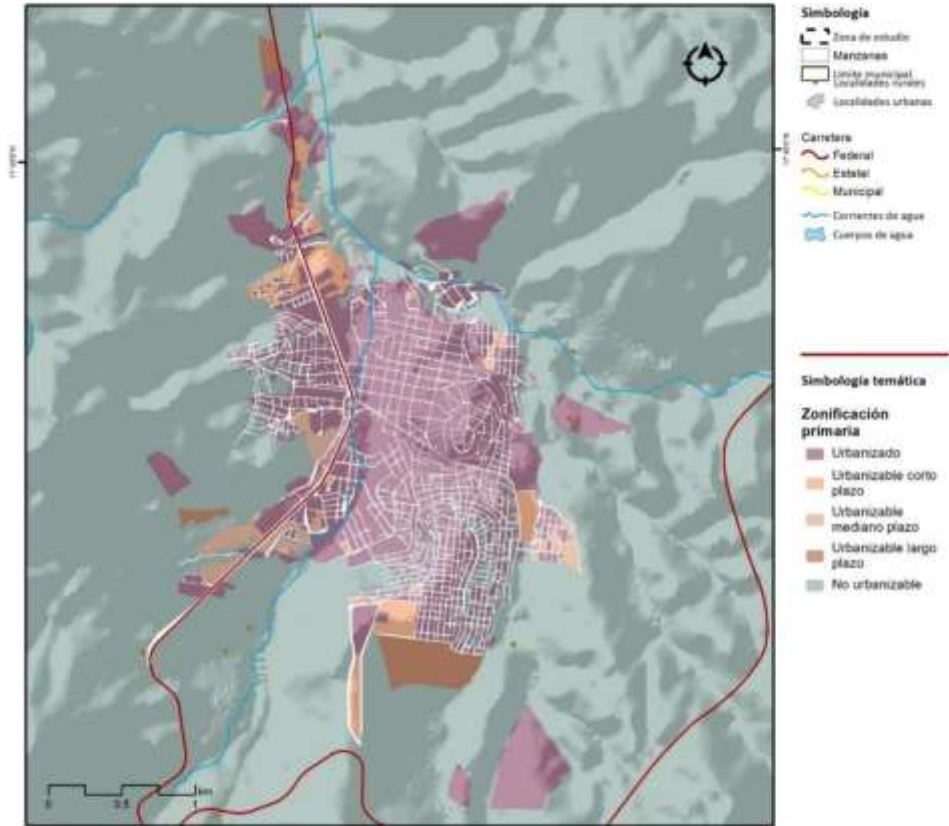 Simbología
Zona de estudio
Manzanas
Limite municipal
Localidades rurales
Localidades urbanas
Carretera
Federal
Estatal
Municipal
Corrientes de agua
Cuerpos de agua
Simbología temática
Zonificación
primaria
Urbanizado
Urbanizable corto
plazo
Urbanizable
mediano plazo
Urbanizable largo
plazo
No urbanizable
km
0 0.5 1